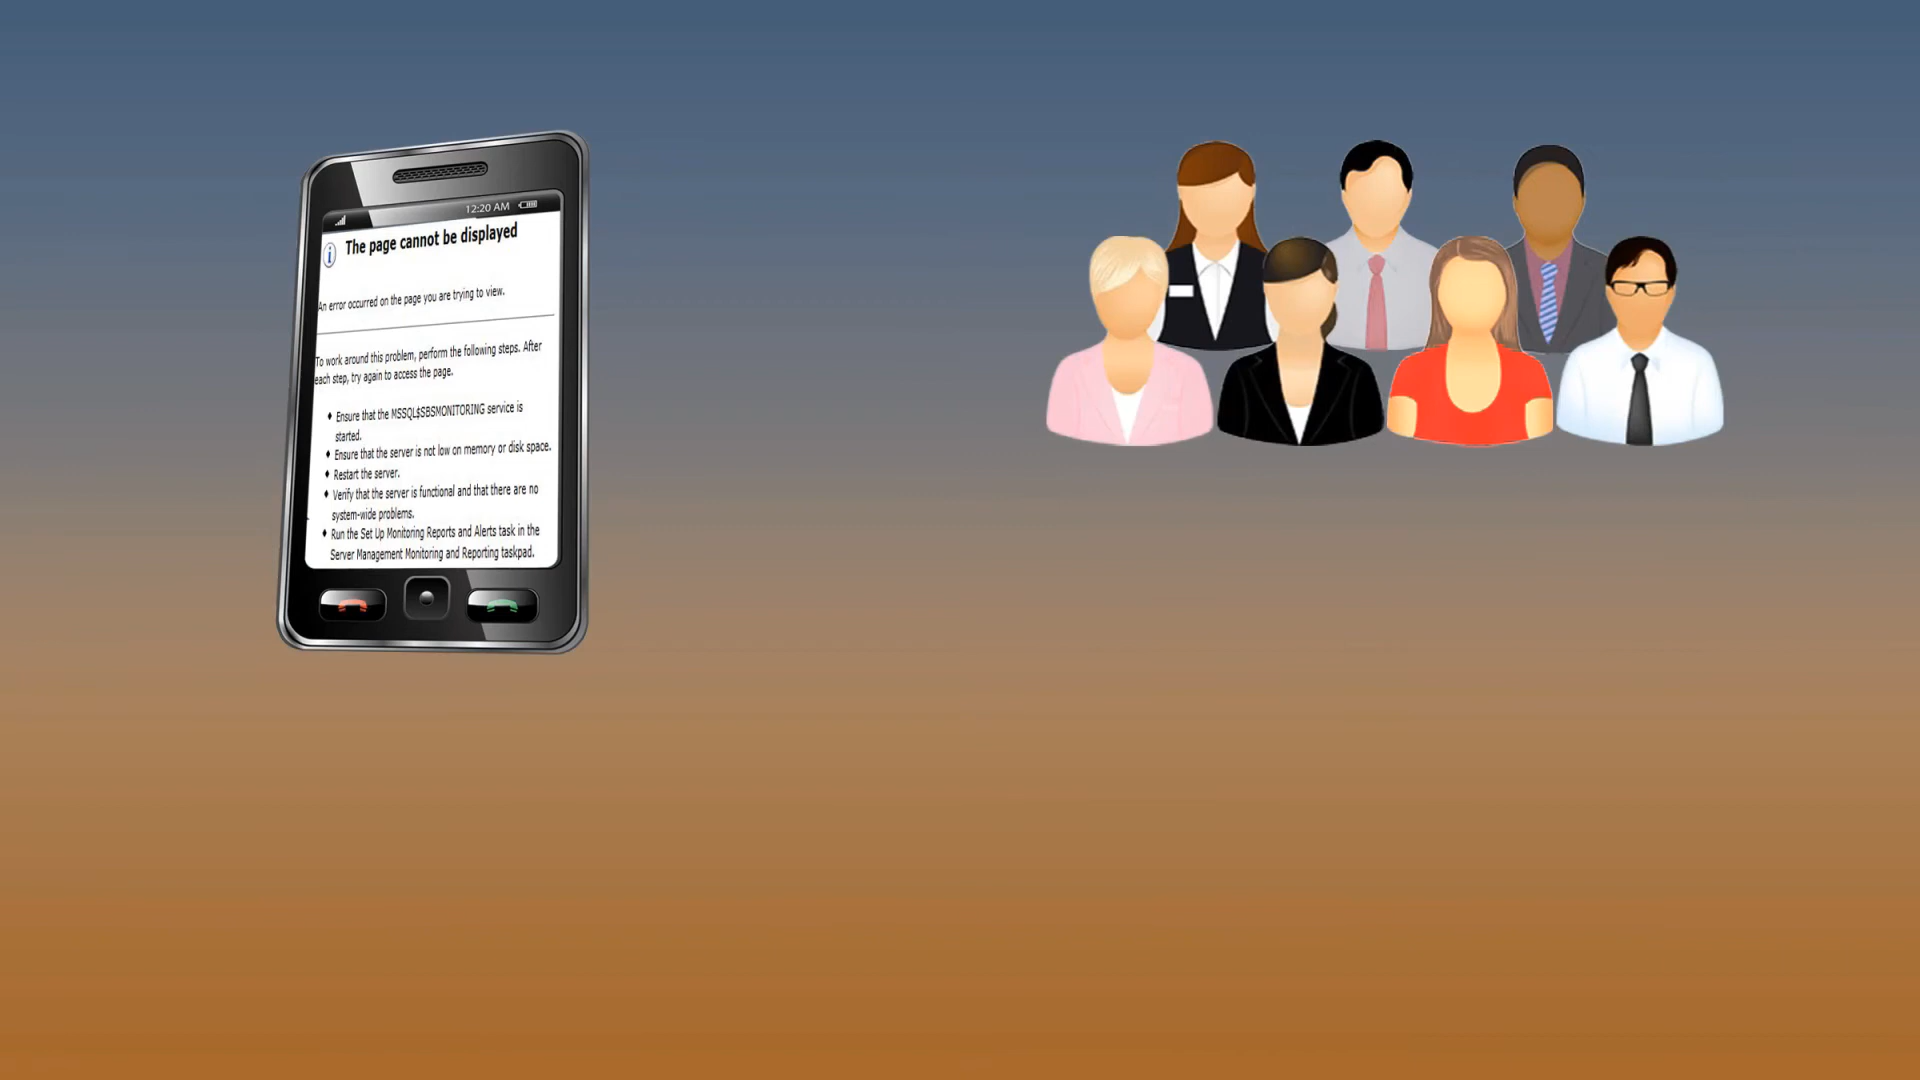 12:20 AM
The page cannot be displayed
An error occurred on the page you are trying to view.
To work around this problem, perform the following steps. After
each step, try again to access the page.
Ensure that the MSSQL$SBSMONITORING service is
started.
Ensure that the server is not low on memory or disk space.
Restart the server.
Verify that the server is functional and that there are no
system-wide problems.
Run the Set Up Monitoring Reports and Alerts task in the
Server Management Monitoring and Reporting taskpad.